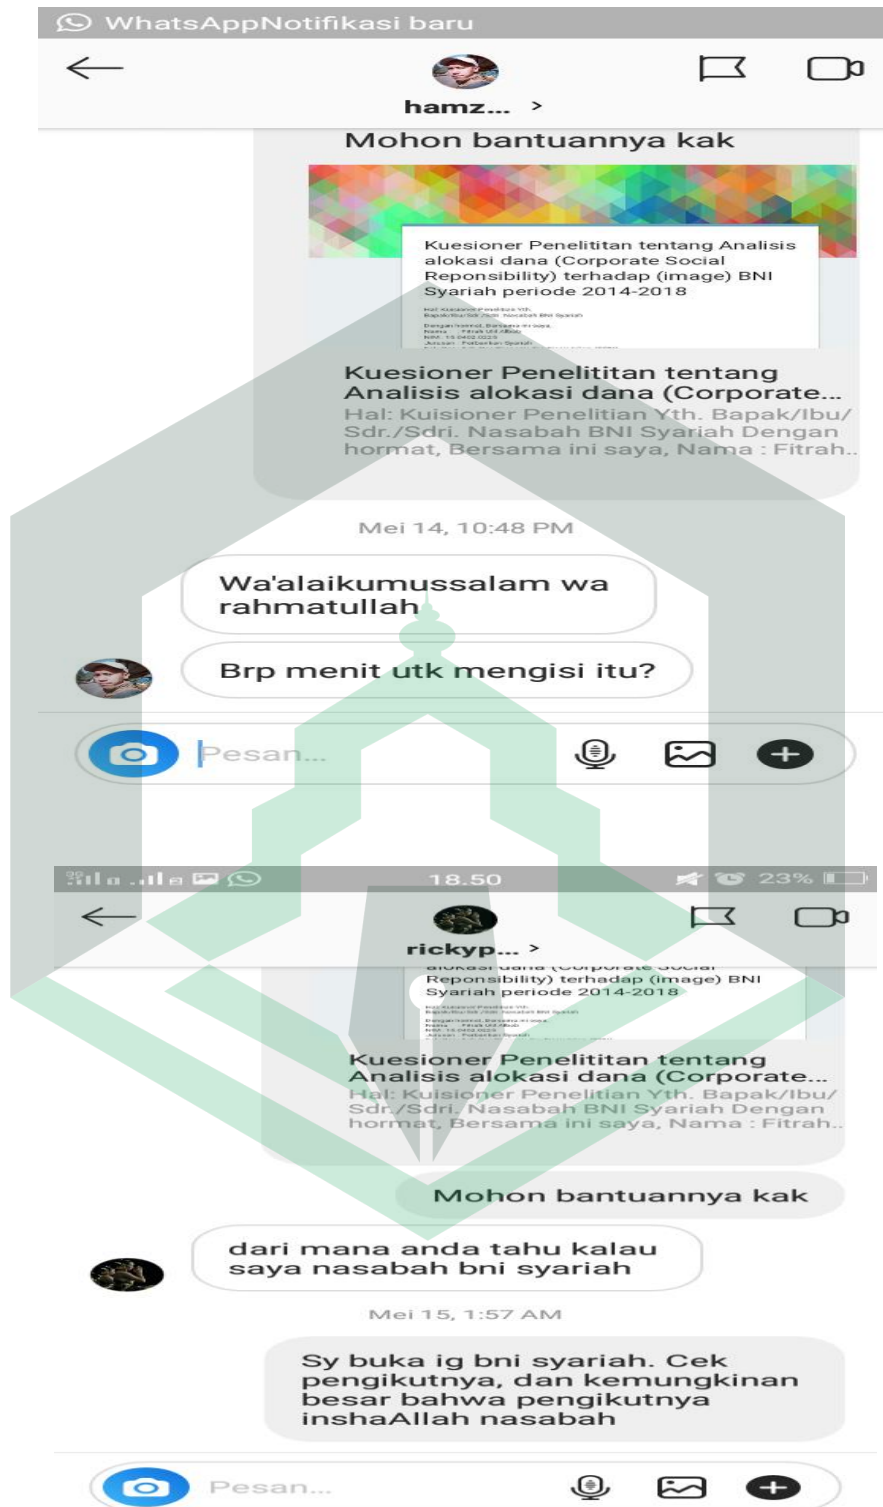 WhatsAppNotifikasi baru
hamz... >
Mohon bantuannya kak
Kuesioner Penelititan tentang Analisis
alokasi dana (Corporate Social
Reponsibility) terhadap (image) BNI
Syariah periode 2014-2018
Kuesioner Penelititan tentang
Analisis alokasi dana (Corporate...
Hal: Kuisioner Penelitian Yth. Bapak/Ibu/
Sdr./Sdri. Nasabah BNI Syariah Dengan
hormat, Bersama ini saya, Nama : Fitrah..
Mei 14, 10:48 PM
Wa'alaikumussalam wa
rahmatullah
Brp menit utk mengisi itu?
Pesan...
18.50
23%
rickyp... >
alokasi dana (Corporate Social
Reponsibility) terhadap (image) BNI
Syariah periode 2014-2018
Kuesioner Penelititan tentang
Analisis alokasi dana (Corporate...
Hal: Kuisioner Penelitian Yth. Bapak/Ibu/
Sdr./Sdri. Nasabah BNI Syariah Dengan
hormat, Bersama ini saya, Nama : Fitrah..
Mohon bantuannya kak
dari mana anda tahu kalau
saya nasabah bni syariah
Mei 15, 1:57 AM
Sy buka ig bni syariah. Cek
pengikutnya, dan kemungkinan
besar bahwa pengikutnya
inshaAllah nasabah
Pesan...